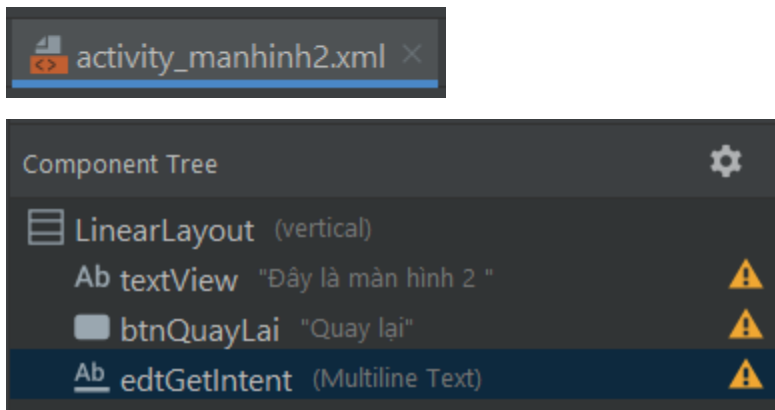 activity_manhinh2.xml
Component Tree
LinearLayout (vertical)
Ab textView "Đây là màn hình 2 "
btnQuayLai "Quay lại"
Ab edtGetIntent (Multiline Text)